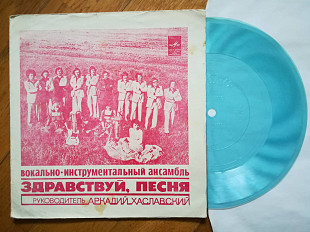 вокально-инструментальный ансамбль
ЗДРАВСТВУЙ, ПЕСНЯ
РУКОВОДИТЕЛЬ АРКАДИЙ ХАСЛАВСКИЙ